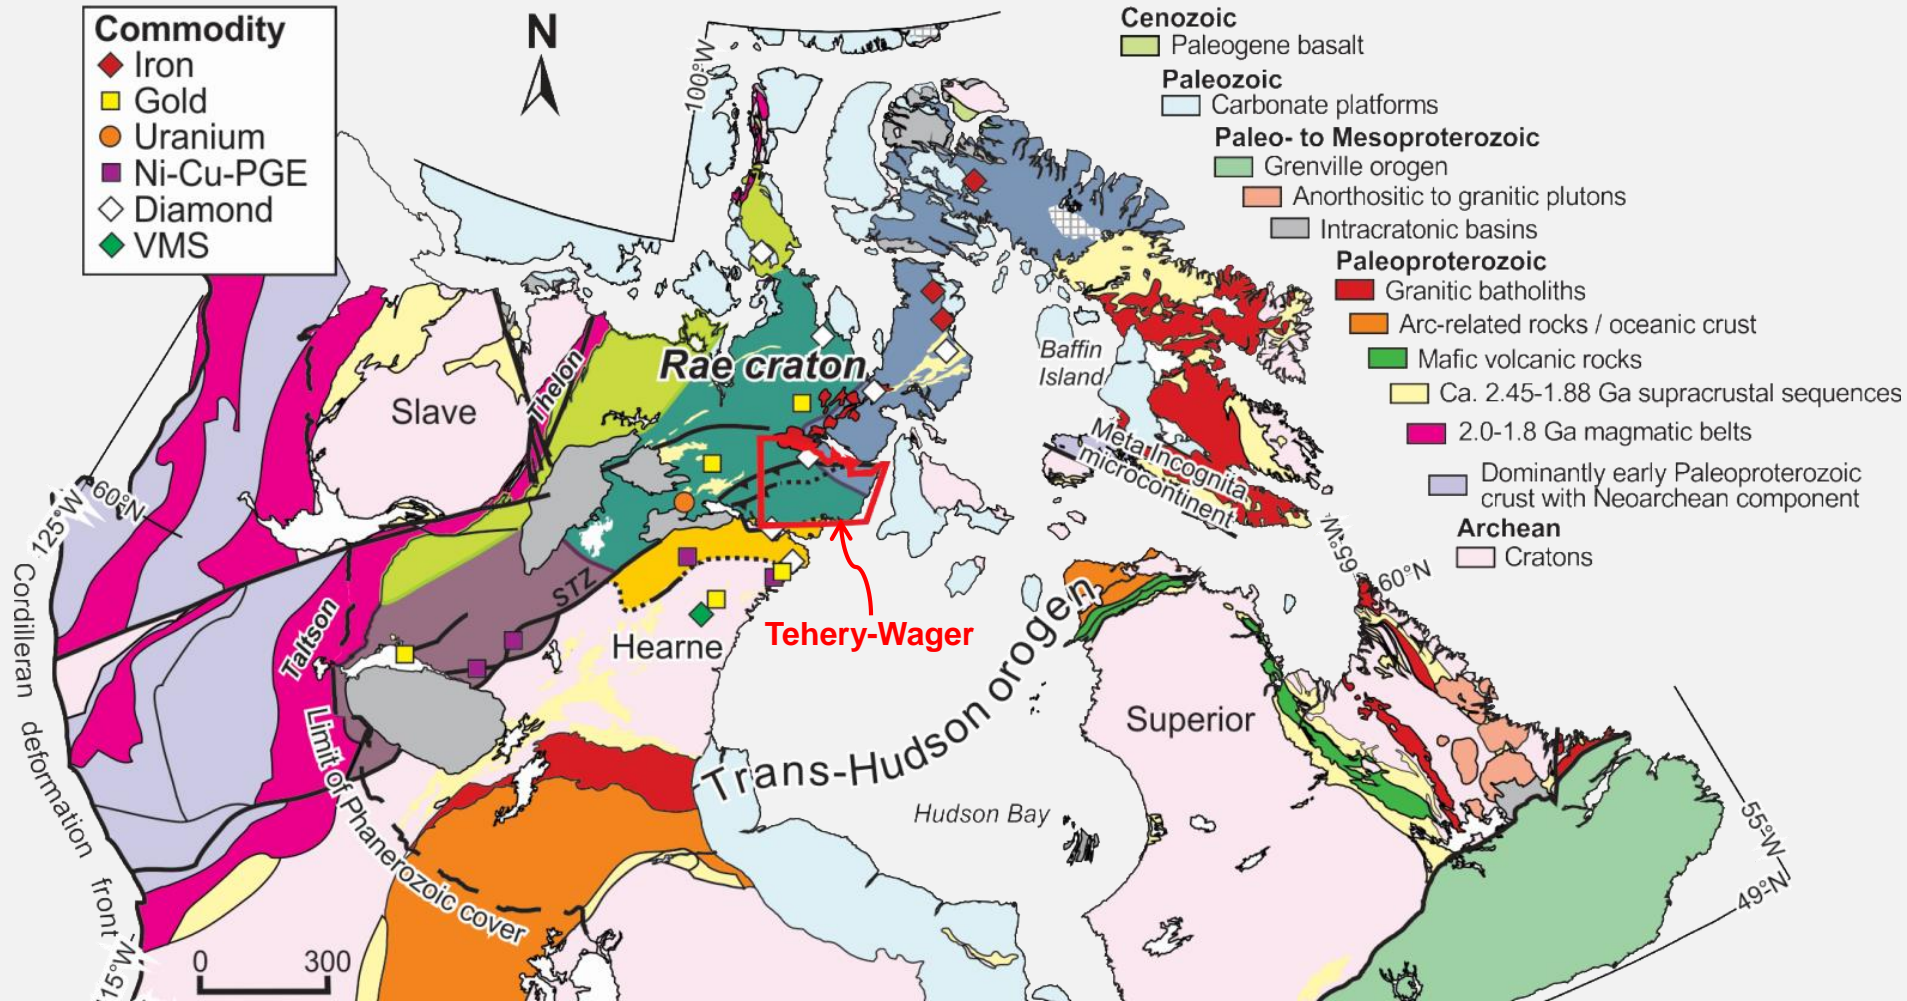 Commodity
Iron
Gold
Uranium
Ni-Cu-PGE
Diamond
VMS
N
100°W
Cenozoic
Paleogene basalt
Paleozoic
Carbonate platforms
Paleo- to Mesoproterozoic
Grenville orogen
Anorthositic to granitic plutons
Intracratonic basins
Paleoproterozoic
Granitic batholiths
Arc-related rocks / oceanic crust
Mafic volcanic rocks
Ca. 2.45-1.88 Ga supracrustal sequences
2.0-1.8 Ga magmatic belts
Dominantly early Paleoproterozoic
crust with Neoarchean component
Archean
Cratons
Rae craton
Slave
Thelon
Baffin
Island
Meta Incognita
microcontinent
125°W
60°N
65°W
60°N
STZ
Taltson
Hearne
Tehery-Wager
Trans-Hudson orogen
Superior
Hudson Bay
Cordilleran deformation front
Limit of Phanerozoic cover
115°W
0 300
55°W
49°N